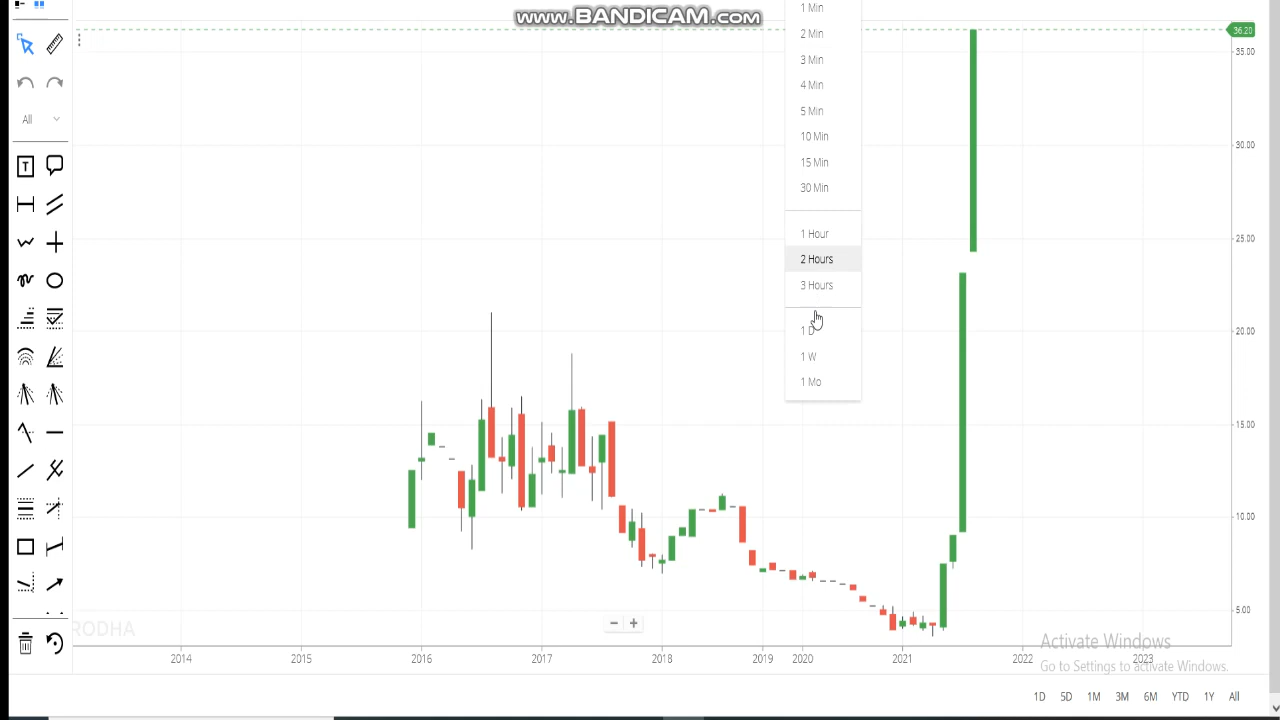 www.BANDICAM.com
1 Min
2 Min
3 Min
4 Min
5 Min
10 Min
15 Min
30 Min
1 Hour
2 Hours
3 Hours
1 D
1 W
1 Mo
All
T
36.20
35.00
30.00
25.00
20.00
15.00
10.00
5.00
RODHA
2014
2015
2016
2017
2018
2019
2020
2021
2022
2023
Activate Windows
Go to Settings to activate Windows.
1D
5D
1M
3M
6M
YTD
1Y
All